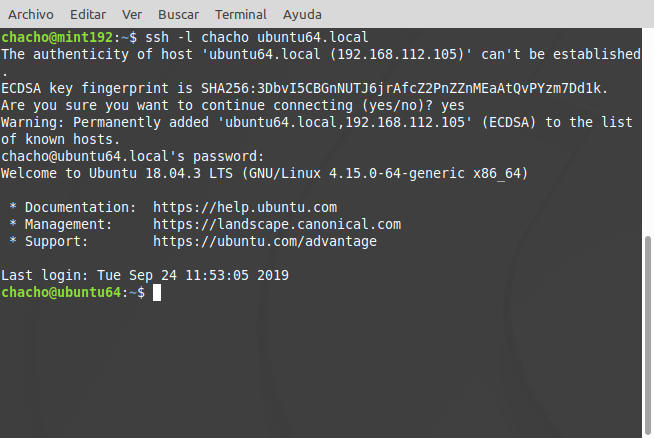 Archivo Editar Ver Buscar Terminal Ayuda
chacho@mint192:~$ ssh -l chacho ubuntu64.local
The authenticity of host 'ubuntu64.local (192.168.112.105)' can't be established
.
ECDSA key fingerprint is SHA256:3DbvI5CBGnNUTJ6jrAfcZ2PnZZnMEaAtQvPYzm7Dd1k.
Are you sure you want to continue connecting (yes/no)? yes
Warning: Permanently added 'ubuntu64.local,192.168.112.105' (ECDSA) to the list
of known hosts.
chacho@ubuntu64.local's password:
Welcome to Ubuntu 18.04.3 LTS (GNU/Linux 4.15.0-64-generic x86_64)
* Documentation:  https://help.ubuntu.com
* Management:     https://landscape.canonical.com
* Support:        https://ubuntu.com/advantage
Last login: Tue Sep 24 11:53:05 2019
chacho@ubuntu64:~$